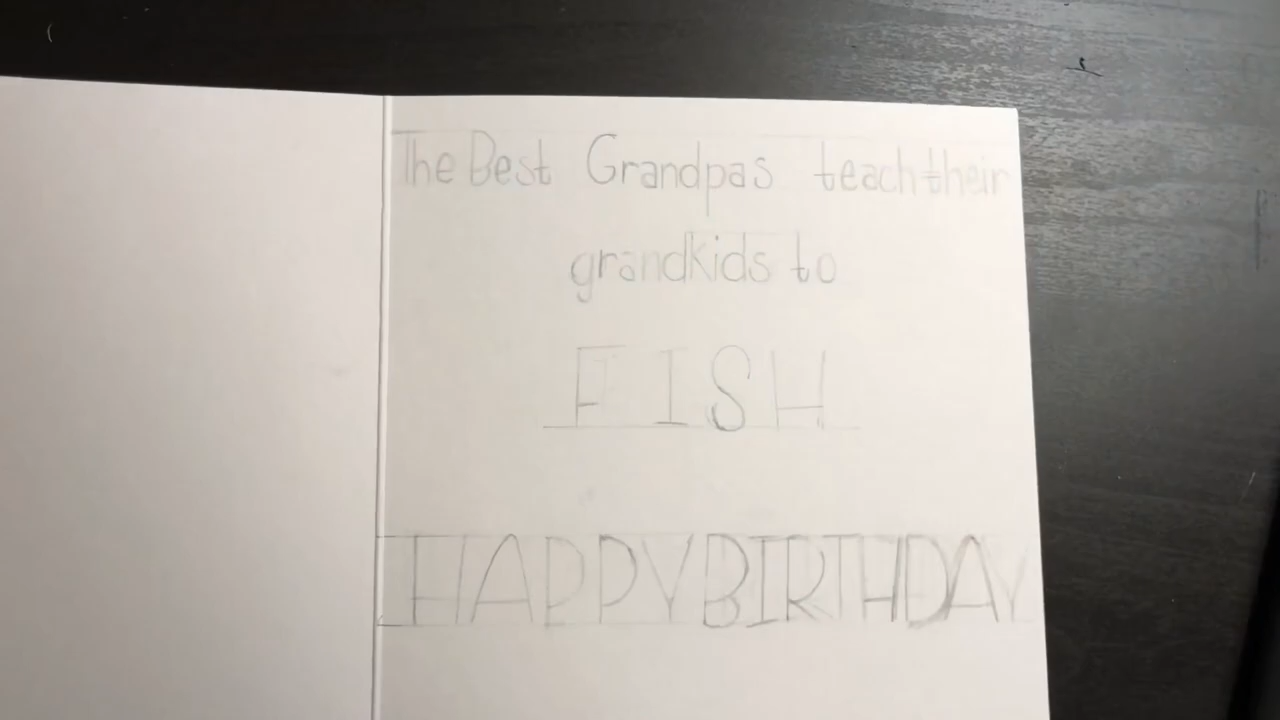 The Best Grandpas teach their
grandkids to
FISH
HAPPY BIRTHDAY